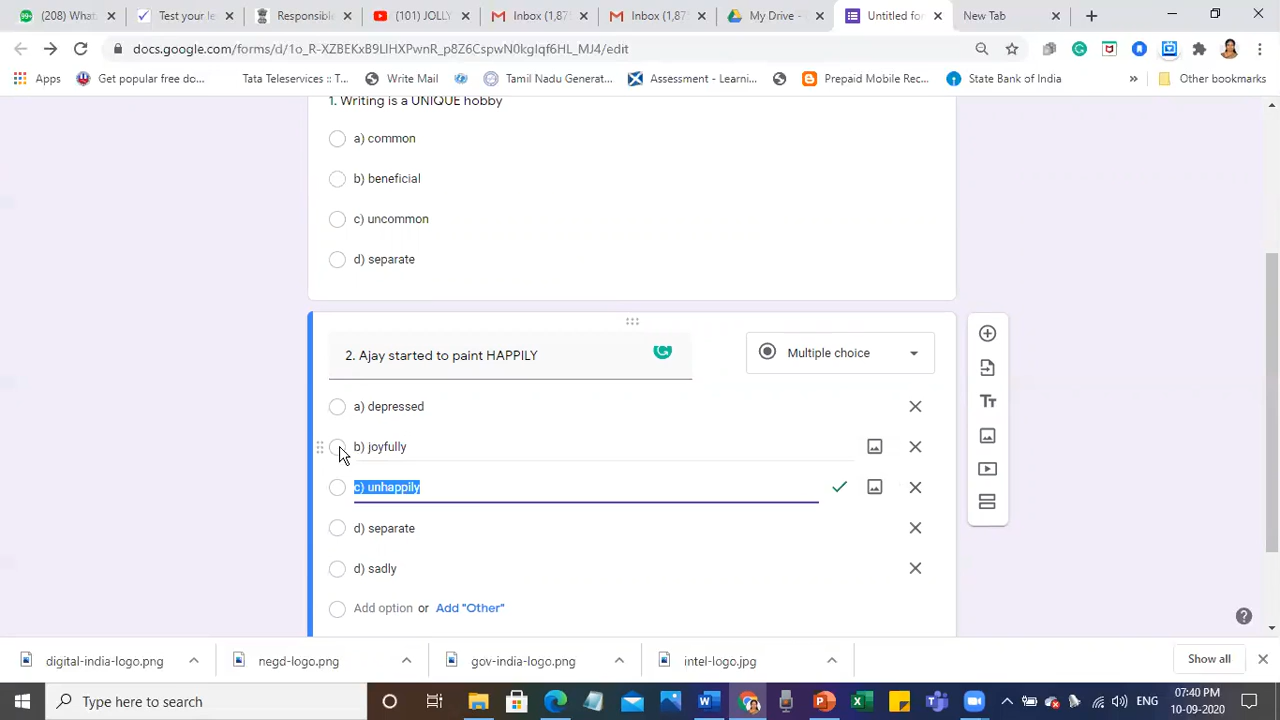 (208) What:
Test your le
Responsible
(101) JOLLY
Inbox (1,87
Inbox (1,87
My Drive -
Untitled fo
New Tab
docs.google.com/forms/d/1o_R-XZBEKxB9LIHXPwnR_p8Z6CspwN0kgIqf6HL_MJ4/edit
Apps
Get popular free do...
Tata Teleservices :: T...
Write Mail
Tamil Nadu Generat...
Assessment - Learni...
Prepaid Mobile Rec...
State Bank of India
»
Other bookmarks
1. Writing is a UNIQUE hobby
a) common
b) beneficial
c) uncommon
d) separate
2. Ajay started to paint HAPPILY
Multiple choice
a) depressed
b) joyfully
c) unhappily
d) separate
d) sadly
Add option or Add "Other"
digital-india-logo.png
negd-logo.png
gov-india-logo.png
intel-logo.jpg
Show all
Type here to search
ENG
07:40 PM
10-09-2020